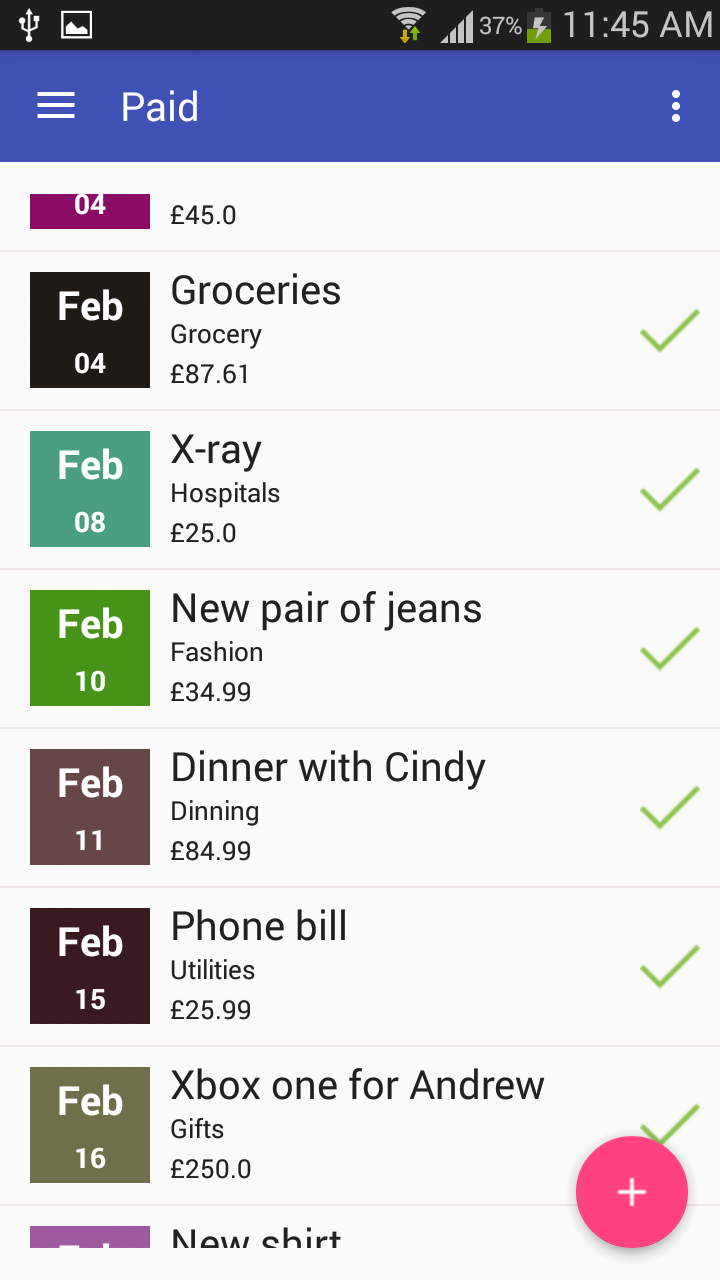 37% 11:45 AM
Paid
04
£45.0
Feb
04
Groceries
Grocery
£87.61
Feb
08
X-ray
Hospitals
£25.0
Feb
10
New pair of jeans
Fashion
£34.99
Feb
11
Dinner with Cindy
Dinning
£84.99
Feb
15
Phone bill
Utilities
£25.99
Feb
16
Xbox one for Andrew
Gifts
£250.0
+
Feb
New shirt